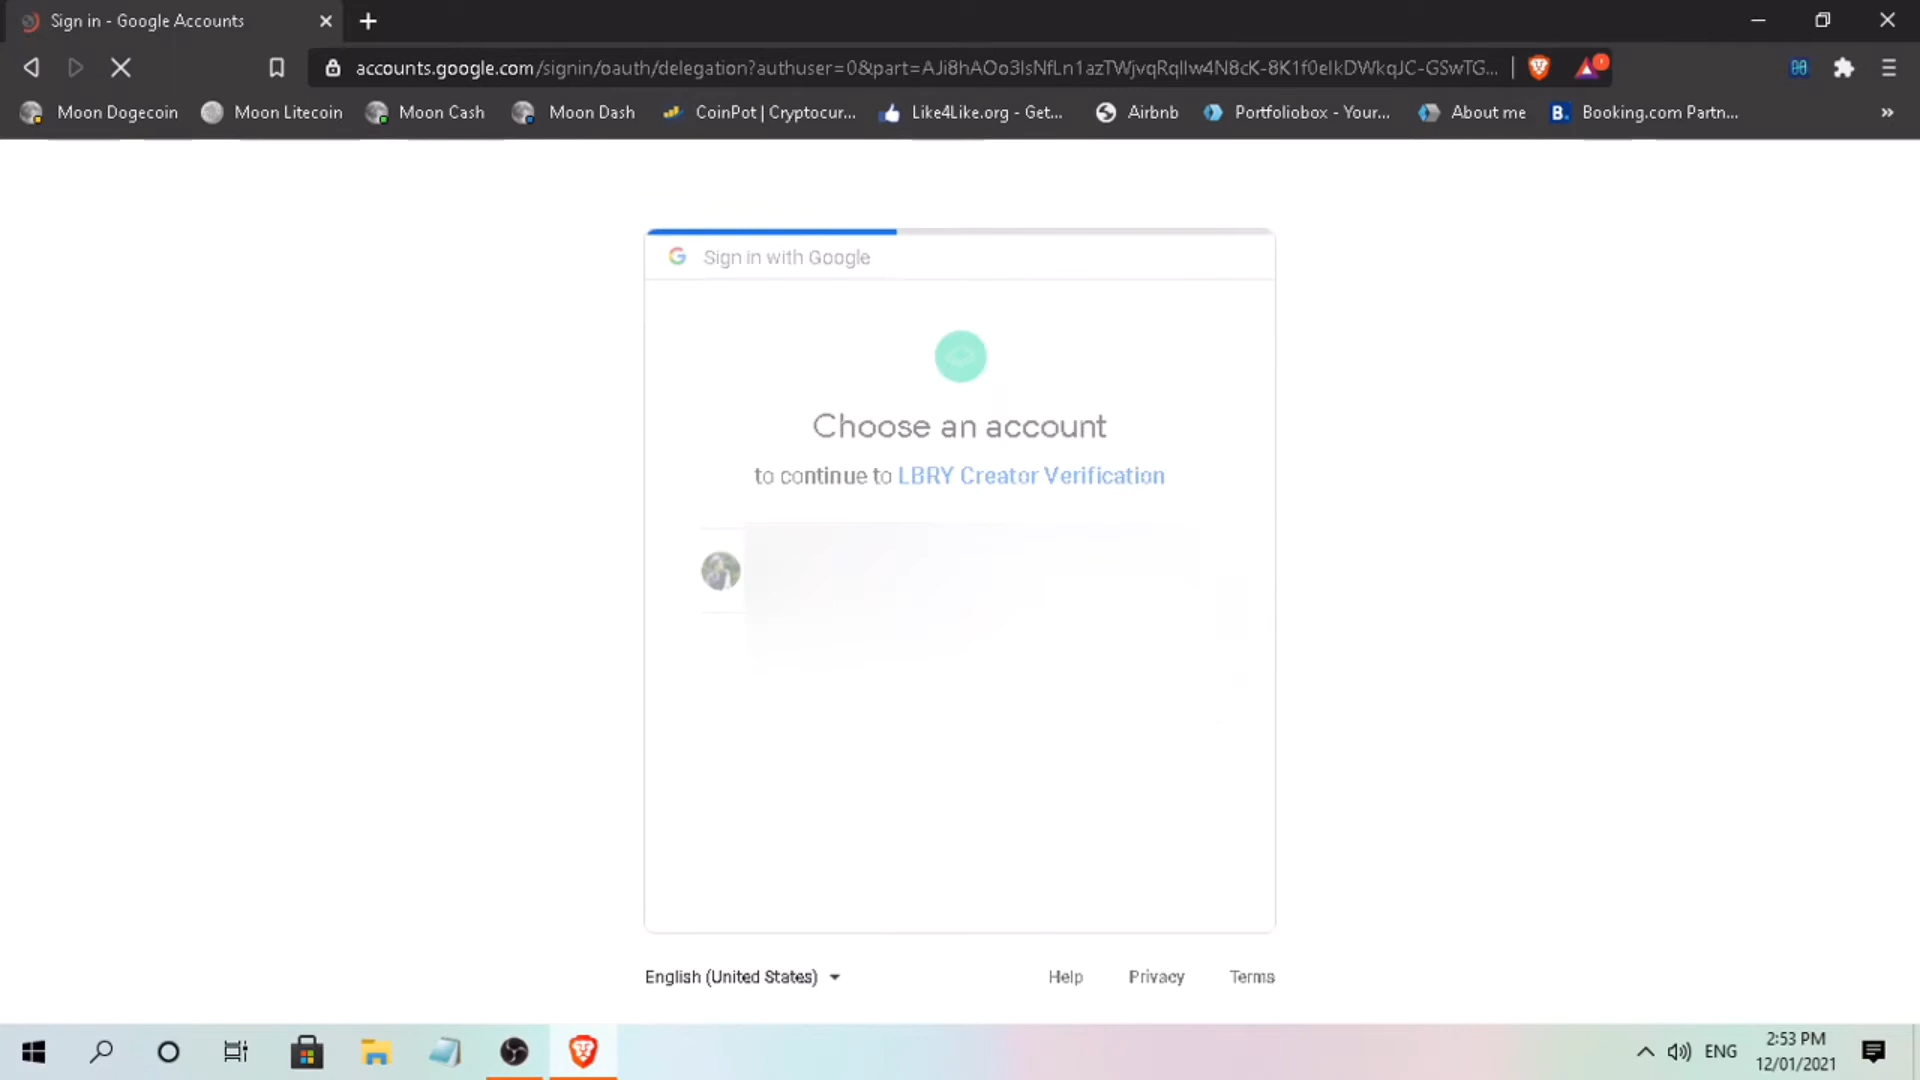 Sign in - Google Accounts
accounts.google.com/signin/oauth/delegation?authuser=0&part=AJi8hAOo3IsNfLn1azTWjvqRqIlw4N8cK-8K1f0eIkDWkqJC-GSwTG...
Moon Dogecoin Moon Litecoin Moon Cash Moon Dash CoinPot | Cryptocur... Like4Like.org - Get... Airbnb Portfoliobox - Your... About me B. Booking.com Partn... »
Sign in with Google
Choose an account
to continue to LBRY Creator Verification
English (United States) Help Privacy Terms
ENG 2:53 PM
12/01/2021